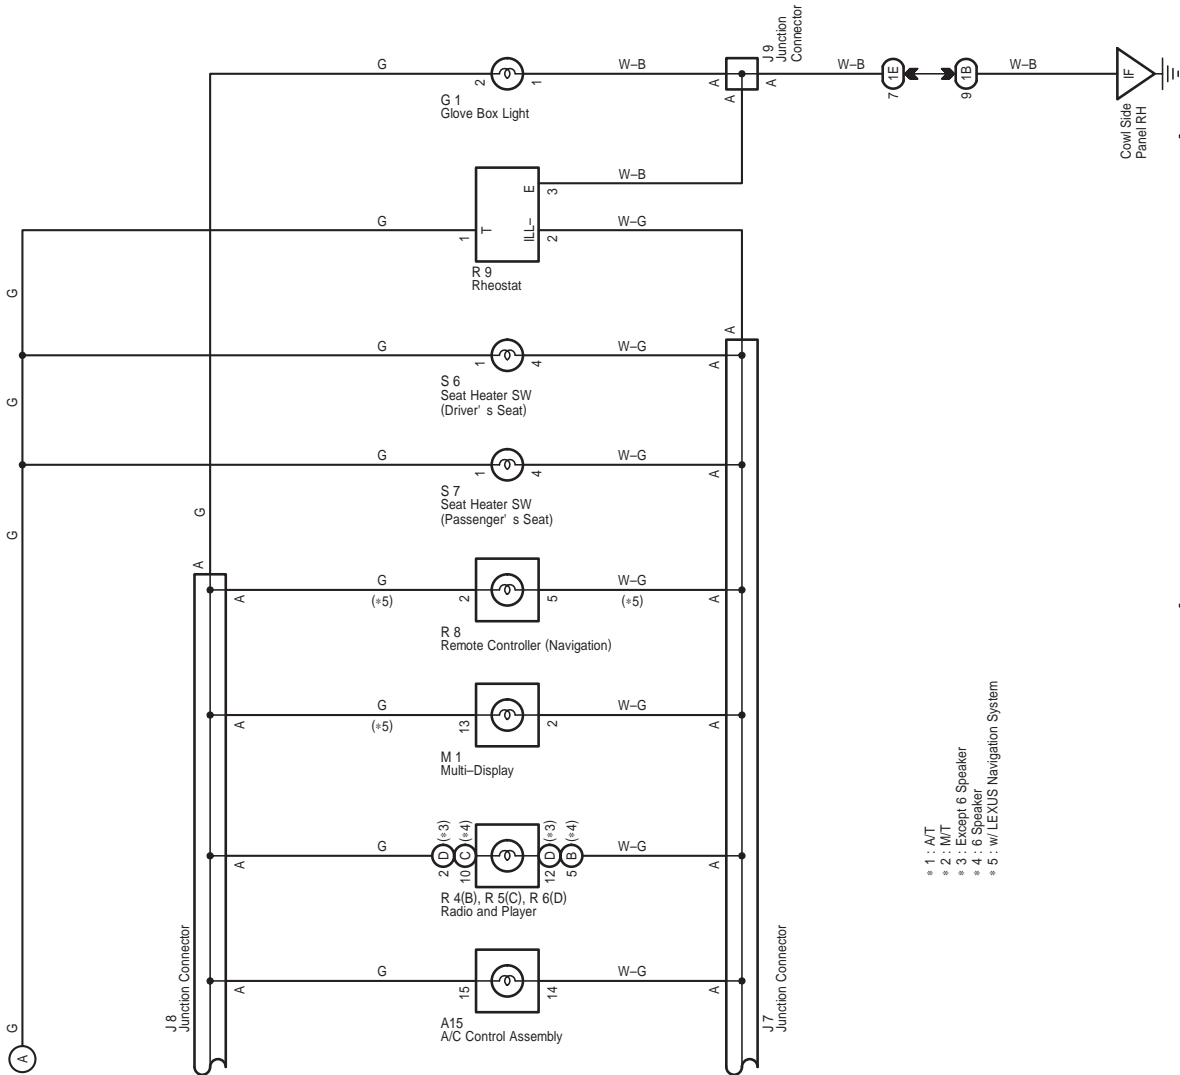 G
W–B
J 9
Junction
Connector
W–B
1E
1B
W–B
2
1
A
A
A
7
9
IF
G 1
Glove Box Light
Cowl Side
Panel RH
W–B
E
3
G
W–G
1
T
ILL–
2
R 9
Rheostat
G
A
G
W–G
1
4
A
S 6
Seat Heater SW
(Driver' s Seat)
G
G
W–G
1
4
A
S 7
Seat Heater SW
(Passenger' s Seat)
G
G
A
G
W–G
A
(*5)
2
5
(*5)
A
R 8
Remote Controller (Navigation)
G
W–G
A
(*5)
13
2
A
M 1
Multi–Display
G
W–G
(*3)
(*4)
(*3)
(*4)
D
C
D
B
A
2
10
12
5
A
R 4(B), R 5(C), R 6(D)
Radio and Player
G
W–G
A
15
14
A
A15
A/C Control Assembly
J 8
Junction Connector
J 7
Junction Connector
G
A
* 1 : A/T
* 2 : M/T
* 3 : Except 6 Speaker
* 4 : 6 Speaker
* 5 : w/ LEXUS Navigation System